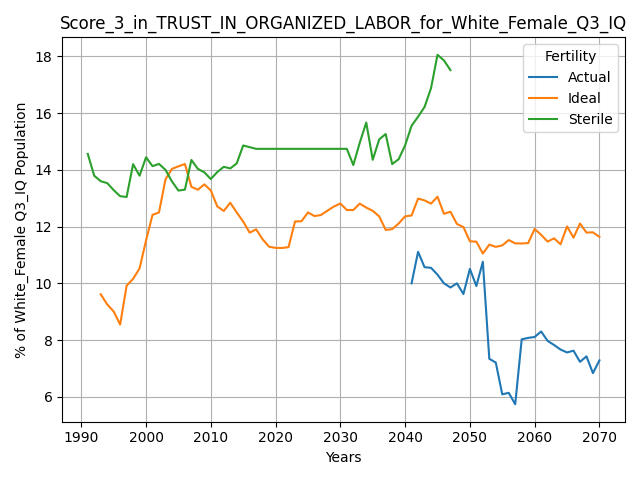 Score_3_in_TRUST_IN_ORGANIZED_LABOR_for_White_Female_Q3_IQ
Fertility
Actual
Ideal
Sterile
% of White_Female Q3_IQ Population
18
16
14
12
10
8
6
1990 2000 2010 2020 2030 2040 2050 2060 2070
Years